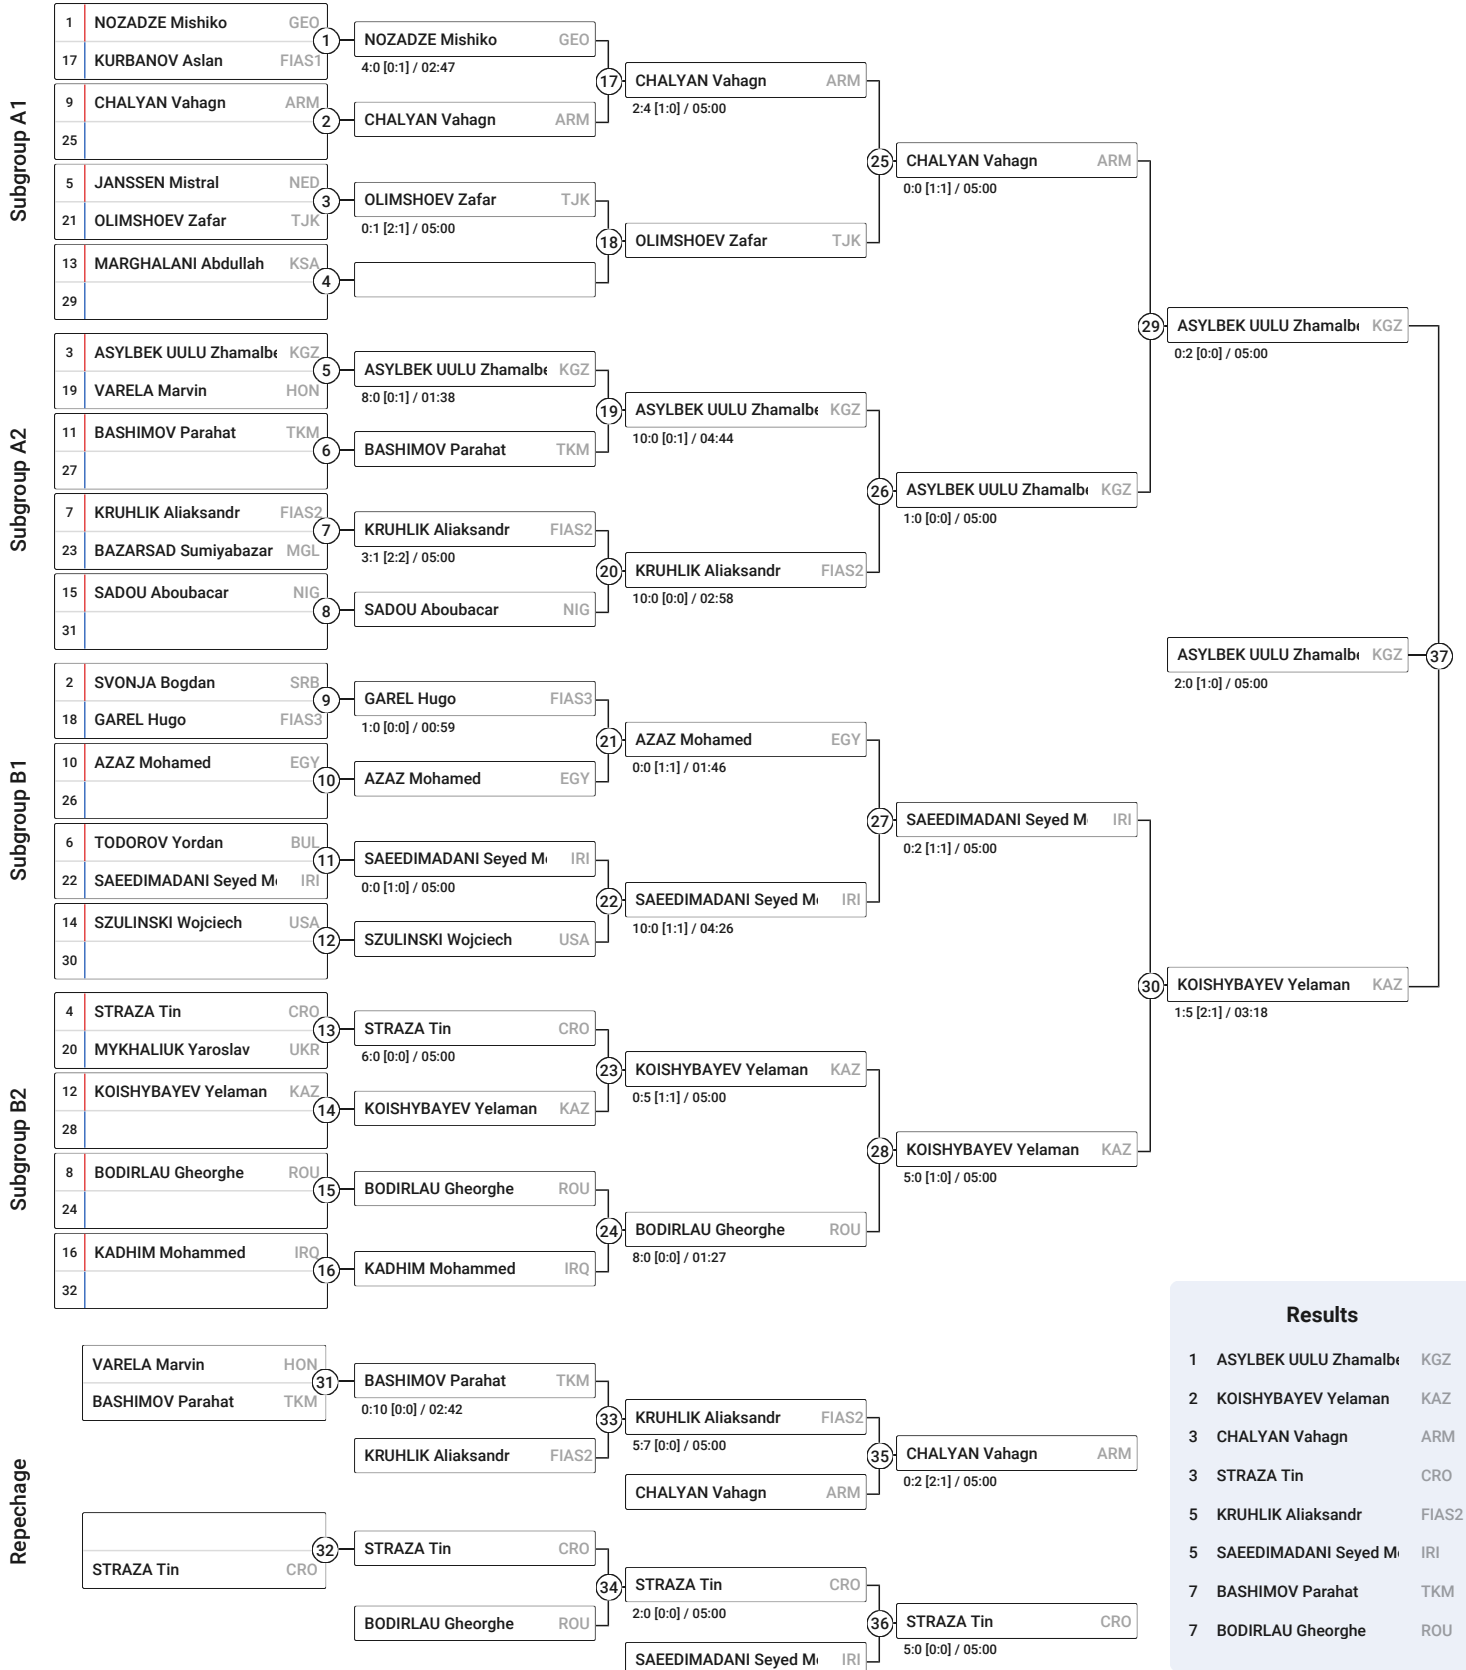 Subgroup A1
1 NOZADZE Mishiko GEO
17 KURBANOV Aslan FIAS1
1
9 CHALYAN Vahagn ARM
25
2
5 JANSSEN Mistral NED
21 OLIMSHOEV Zafar TJK
3
13 MARGHALANI Abdullah KSA
29
4
NOZADZE Mishiko GEO
4:0 [0:1] / 02:47
CHALYAN Vahagn ARM
17
OLIMSHOEV Zafar TJK
0:1 [2:1] / 05:00
18
CHALYAN Vahagn ARM
2:4 [1:0] / 05:00
OLIMSHOEV Zafar TJK
25
CHALYAN Vahagn ARM
0:0 [1:1] / 05:00
Subgroup A2
3 ASYLBEK UULU Zhamalbe KGZ
19 VARELA Marvin HON
5
11 BASHIMOV Parahat TKM
27
6
7 KRUHLIK Aliaksandr FIAS2
23 BAZARSAD Sumiyabazar MGL
7
15 SADOU Aboubacar NIG
31
8
ASYLBEK UULU Zhamalbe KGZ
8:0 [0:1] / 01:38
BASHIMOV Parahat TKM
19
KRUHLIK Aliaksandr FIAS2
3:1 [2:2] / 05:00
SADOU Aboubacar NIG
20
ASYLBEK UULU Zhamalbe KGZ
10:0 [0:1] / 04:44
KRUHLIK Aliaksandr FIAS2
10:0 [0:0] / 02:58
26
ASYLBEK UULU Zhamalbe KGZ
1:0 [0:0] / 05:00
29
ASYLBEK UULU Zhamalbe KGZ
0:2 [0:0] / 05:00
Subgroup B1
2 SVONJA Bogdan SRB
18 GAREL Hugo FIAS3
9
10 AZAZ Mohamed EGY
26
10
6 TODOROV Yordan BUL
22 SAEEDIMADANI Seyed Mo IRI
11
14 SZULINSKI Wojciech USA
30
12
GAREL Hugo FIAS3
1:0 [0:0] / 00:59
AZAZ Mohamed EGY
21
SAEEDIMADANI Seyed Mo IRI
0:0 [1:0] / 05:00
SZULINSKI Wojciech USA
22
AZAZ Mohamed EGY
0:0 [1:1] / 01:46
SAEEDIMADANI Seyed Mo IRI
10:0 [1:1] / 04:26
27
SAEEDIMADANI Seyed M IRI
0:2 [1:1] / 05:00
Subgroup B2
4 STRAZA Tin CRO
20 MYKHALIUK Yaroslav UKR
13
12 KOISHYBAYEV Yelaman KAZ
28
14
8 BODIRLAU Gheorghe ROU
24
15
16 KADHIM Mohammed IRQ
32
16
STRAZA Tin CRO
6:0 [0:0] / 05:00
KOISHYBAYEV Yelaman KAZ
23
BODIRLAU Gheorghe ROU
KADHIM Mohammed IRQ
24
KOISHYBAYEV Yelaman KAZ
0:5 [1:1] / 05:00
BODIRLAU Gheorghe ROU
8:0 [0:0] / 01:27
28
KOISHYBAYEV Yelaman KAZ
5:0 [1:0] / 05:00
30
KOISHYBAYEV Yelaman KAZ
1:5 [2:1] / 03:18
ASYLBEK UULU Zhamalbe KGZ
37
2:0 [1:0] / 05:00
Repechage
VARELA Marvin HON
BASHIMOV Parahat TKM
31
BASHIMOV Parahat TKM
0:10 [0:0] / 02:42
KRUHLIK Aliaksandr FIAS2
33
KRUHLIK Aliaksandr FIAS2
5:7 [0:0] / 05:00
CHALYAN Vahagn ARM
35
CHALYAN Vahagn ARM
0:2 [2:1] / 05:00
STRAZA Tin CRO
32
STRAZA Tin CRO
BODIRLAU Gheorghe ROU
34
STRAZA Tin CRO
2:0 [0:0] / 05:00
SAEEDIMADANI Seyed Mo IRI
36
STRAZA Tin CRO
5:0 [0:0] / 05:00
Results
1 ASYLBEK UULU Zhamalbe KGZ
2 KOISHYBAYEV Yelaman KAZ
3 CHALYAN Vahagn ARM
3 STRAZA Tin CRO
5 KRUHLIK Aliaksandr FIAS2
5 SAEEDIMADANI Seyed Mo IRI
7 BASHIMOV Parahat TKM
7 BODIRLAU Gheorghe ROU